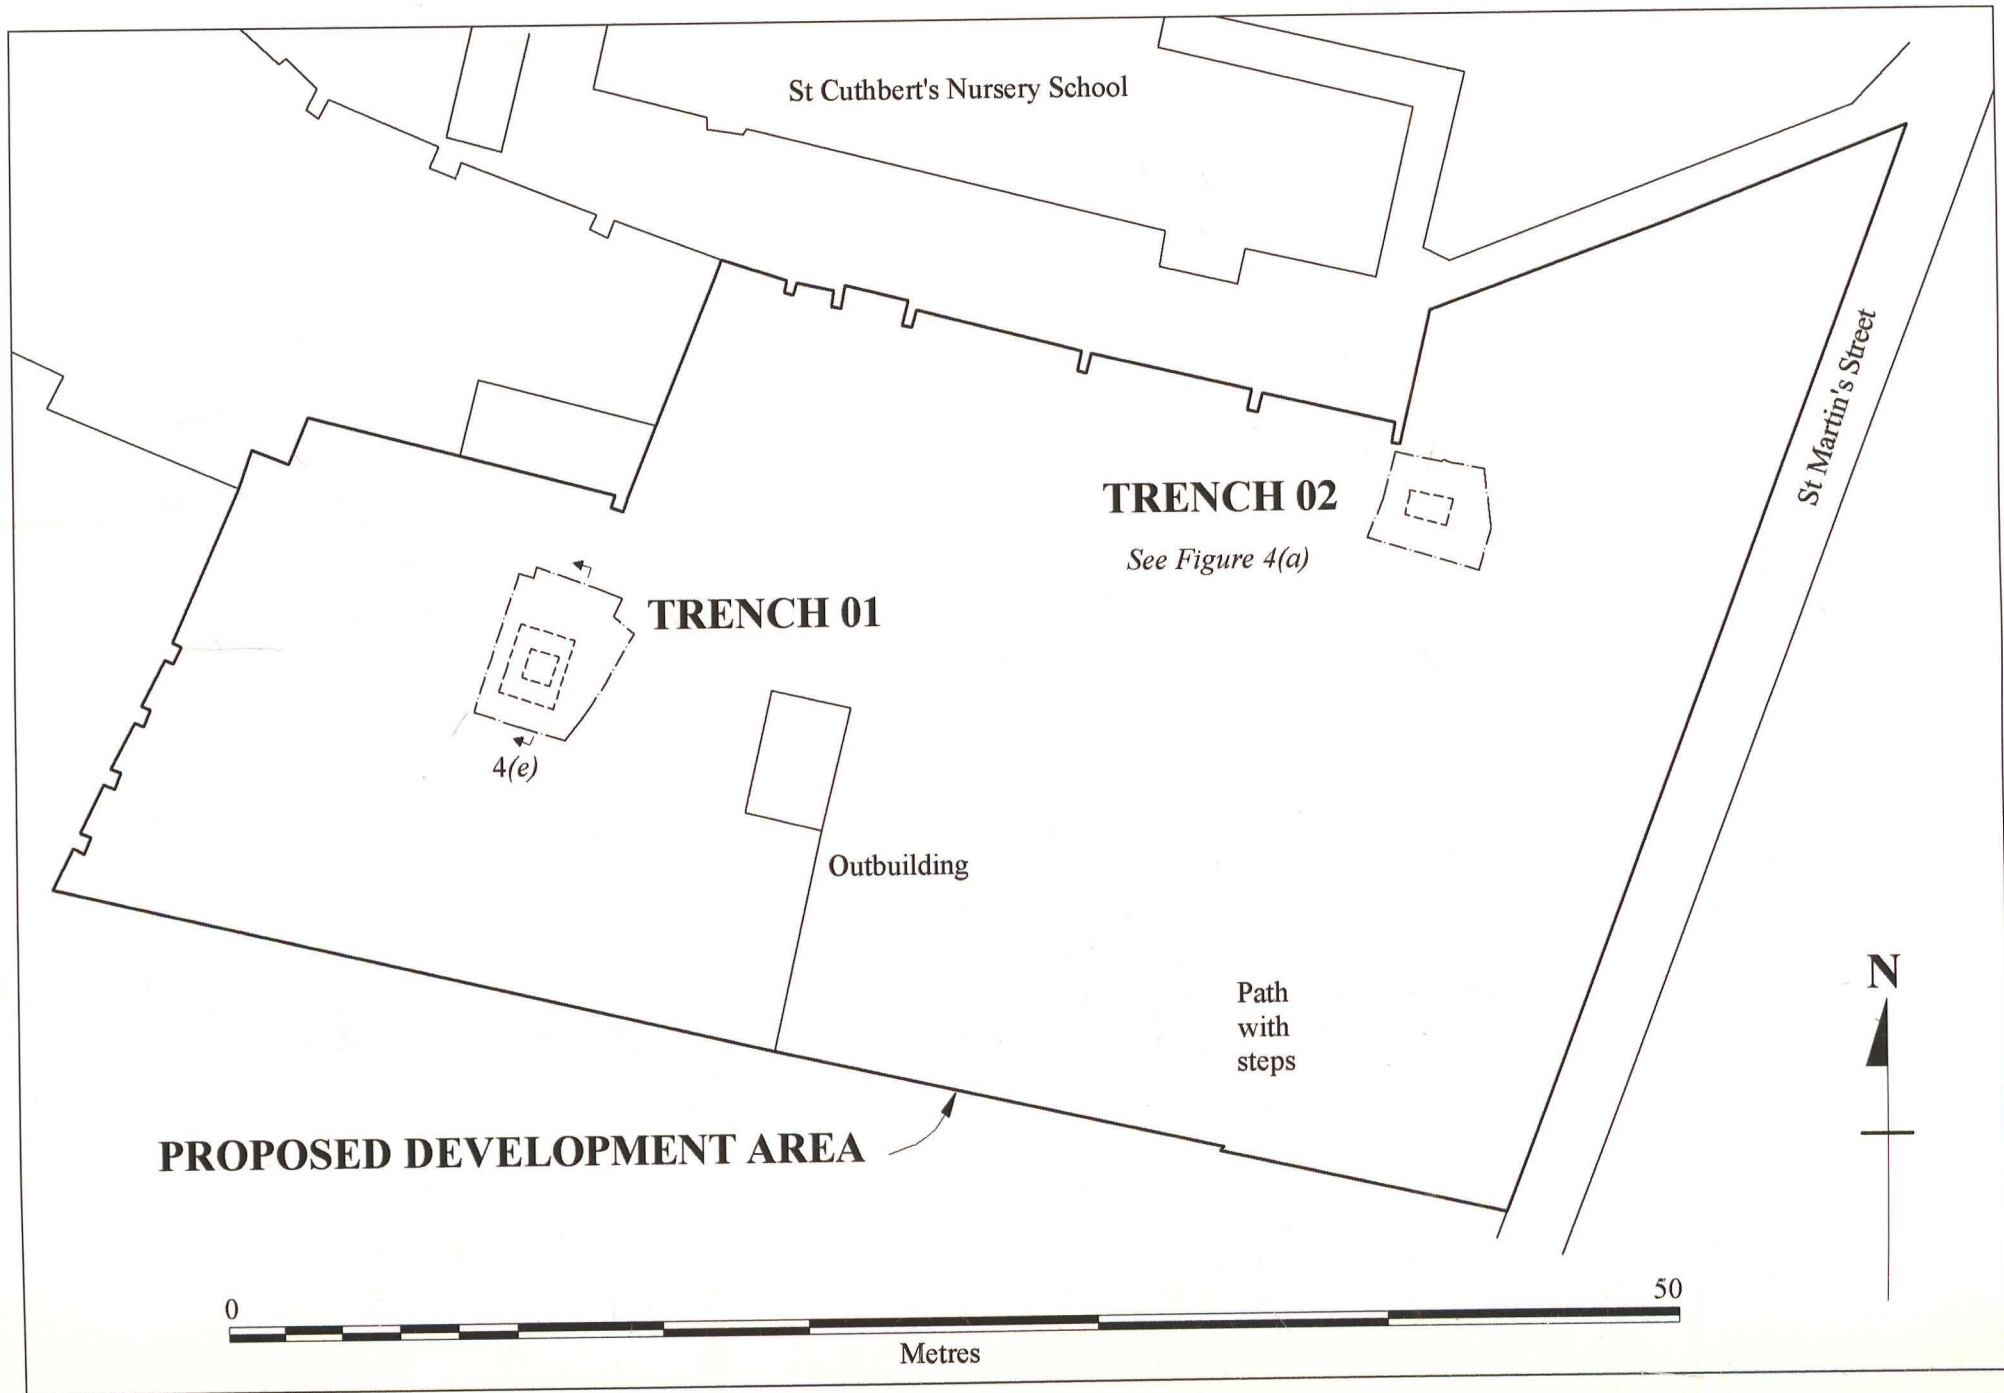 St Cuthbert's Nursery School
St Martin's Street
TRENCH 02
See Figure 4(a)
TRENCH 01
4(e)
Outbuilding
Path
with
steps
N
PROPOSED DEVELOPMENT AREA
0
50
Metres